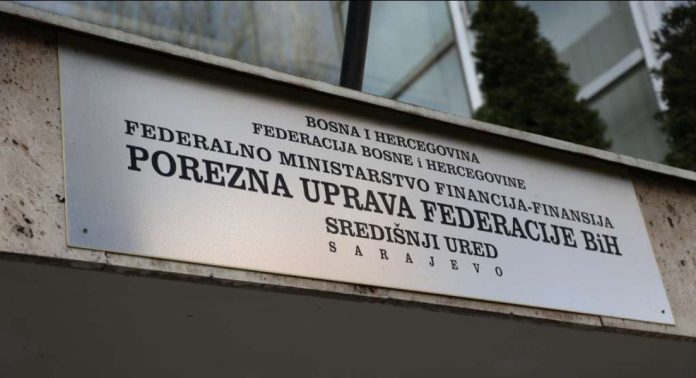 BOSNA I HERCEGOVINA
FEDERACIJA BOSNE i HERCEGOVINE
FEDERALNO MINISTARSTVO FINANCIJA-FINANSIJA
POREZNA UPRAVA FEDERACIJE BiH
SREDIŠNJI URED
SARAJEVO